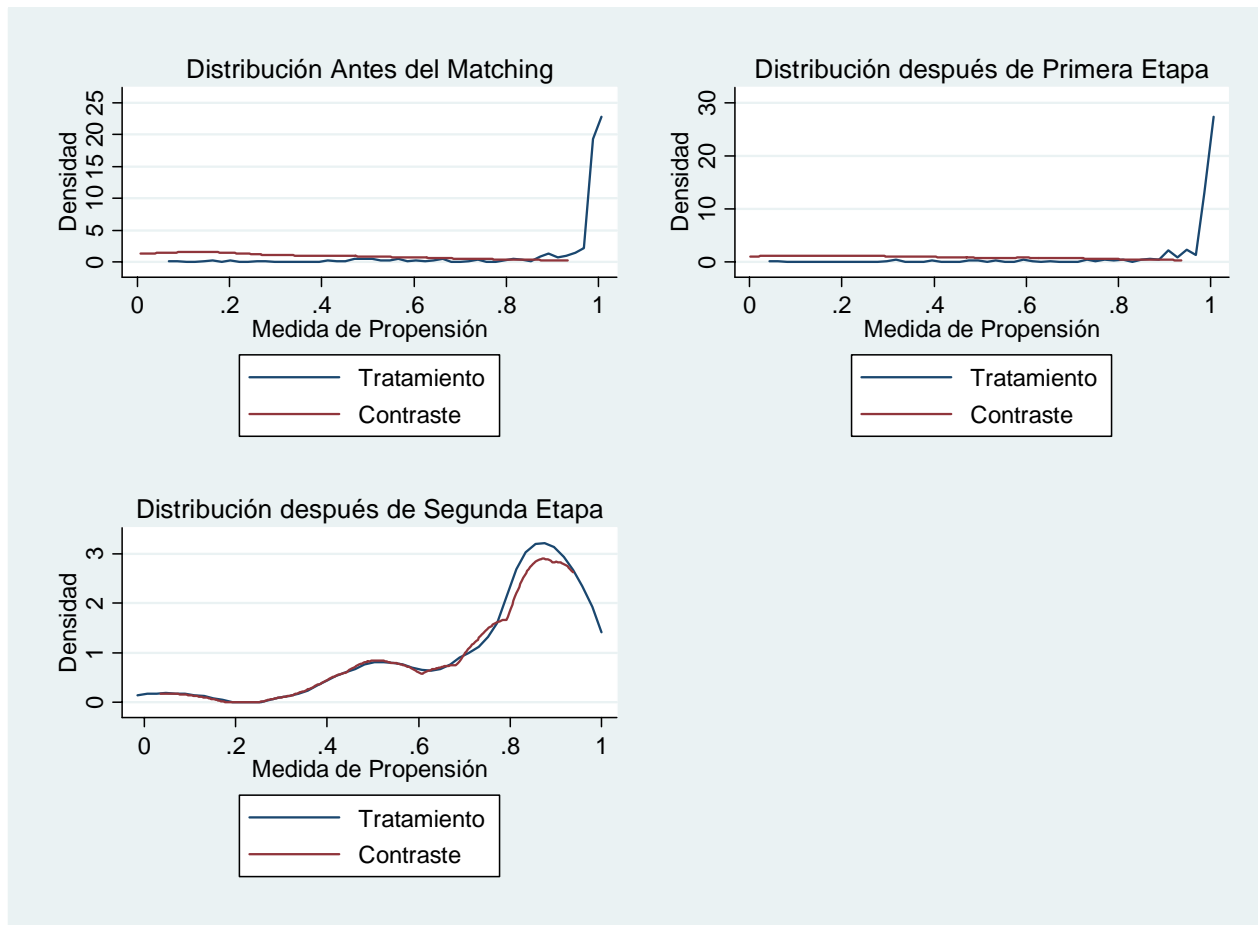 Distribución Antes del Matching
Densidad
25
20
15
10
5
0
0 .2 .4 .6 .8 1
Medida de Propensión
Tratamiento
Contraste
Distribución después de Primera Etapa
Densidad
30
20
10
0
0 .2 .4 .6 .8 1
Medida de Propensión
Tratamiento
Contraste
Distribución después de Segunda Etapa
Densidad
3
2
1
0
0 .2 .4 .6 .8 1
Medida de Propensión
Tratamiento
Contraste